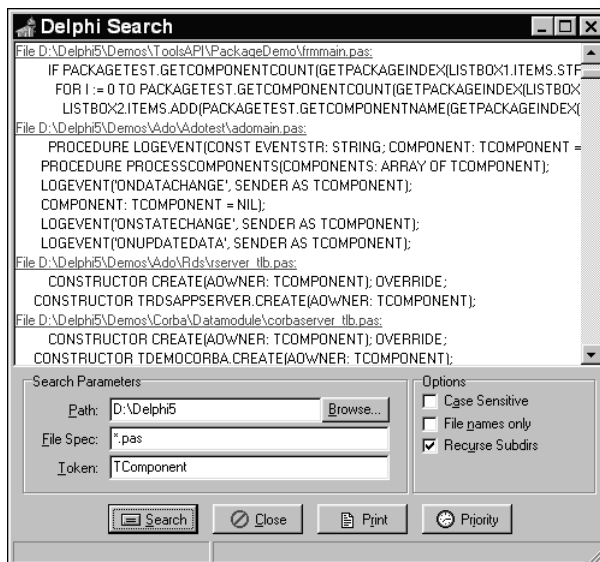 Delphi Search
File D:\Delphi5\Demos\ToolsAPI\PackageDemo\frmmain.pas:
IF PACKAGETEST.GETCOMPONENTCOUNT(GETPACKAGEINDEX(LISTBOX1.ITEMS.STR
FOR I := 0 TO PACKAGETEST.GETCOMPONENTCOUNT(GETPACKAGEINDEX(LISTBOX
LISTBOX2.ITEMS.ADD(PACKAGETEST.GETCOMPONENTNAME(GETPACKAGEINDEX(
File D:\Delphi5\Demos\Ado\Adotest\adomain.pas:
PROCEDURE LOGEVENT(CONST EVENTSTR: STRING; COMPONENT: TCOMPONENT =
PROCEDURE PROCESSCOMPONENTS(COMPONENTS: ARRAY OF TCOMPONENT);
LOGEVENT('ONDATACHANGE', SENDER AS TCOMPONENT);
COMPONENT: TCOMPONENT = NIL);
LOGEVENT('ONSTATECHANGE', SENDER AS TCOMPONENT);
LOGEVENT('ONUPDATEDATA', SENDER AS TCOMPONENT);
File D:\Delphi5\Demos\Ado\Rds\rserver_tlb.pas:
CONSTRUCTOR CREATE(AOWNER: TCOMPONENT); OVERRIDE;
CONSTRUCTOR TRDSAPPSERVER.CREATE(AOWNER: TCOMPONENT);
File D:\Delphi5\Demos\Corba\Datamodule\corbaserver_tlb.pas:
CONSTRUCTOR CREATE(AOWNER: TCOMPONENT); OVERRIDE;
CONSTRUCTOR TDEMOCORBA.CREATE(AOWNER: TCOMPONENT);
Search Parameters
Path: D:\Delphi5 Browse...
File Spec: *.pas
Token: TComponent
Options
Case Sensitive
File names only
Recurse Subdirs
Search Close Print Priority